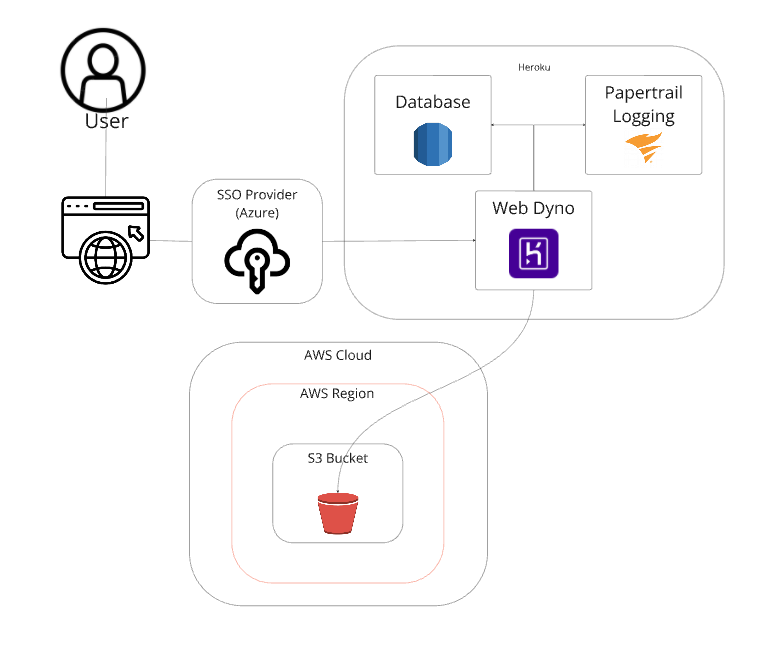 User
SSO Provider
(Azure)
Heroku
Database
Papertrail
Logging
Web Dyno
AWS Cloud
AWS Region
S3 Bucket